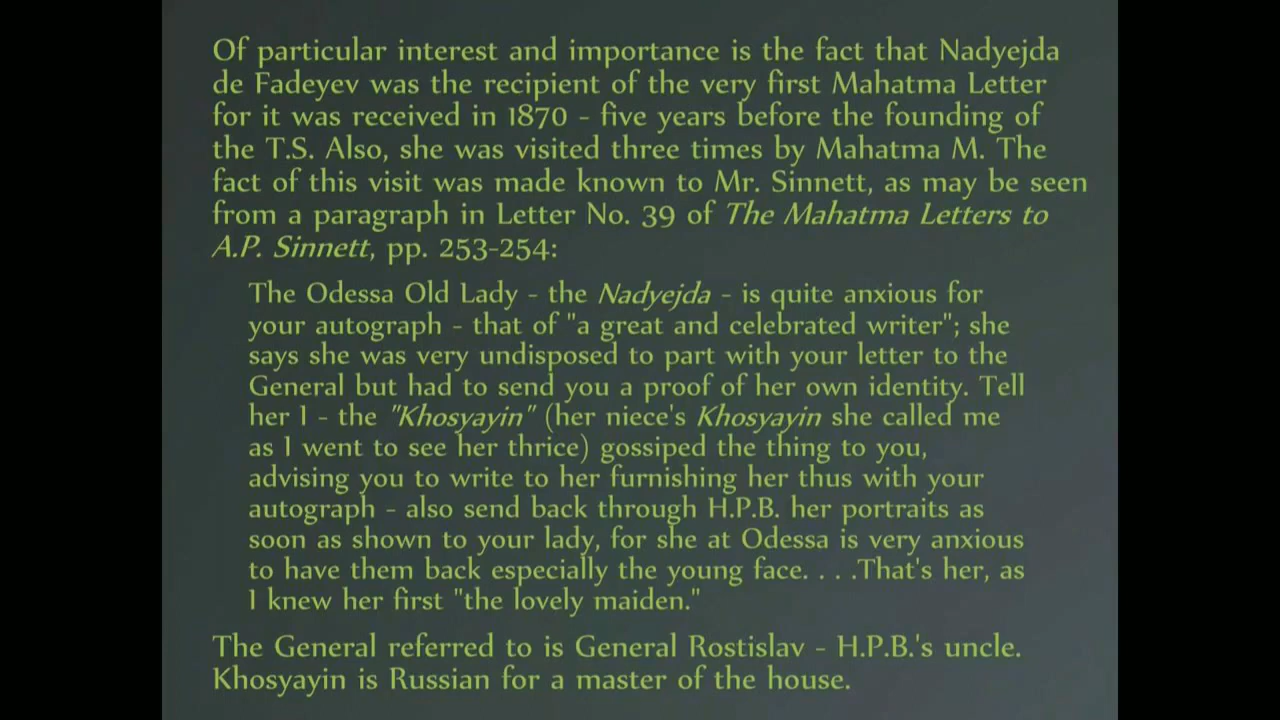 Of particular interest and importance is the fact that Nadyejda
de Fadeyev was the recipient of the very first Mahatma Letter
for it was received in 1870 - five years before the founding of
the T.S. Also, she was visited three times by Mahatma M. The
fact of this visit was made known to Mr. Sinnett, as may be seen
from a paragraph in Letter No. 39 of The Mahatma Letters to
A.P. Sinnett, pp. 253-254:
The Odessa Old Lady - the Nadyejda - is quite anxious for
your autograph - that of "a great and celebrated writer"; she
says she was very undisposed to part with your letter to the
General but had to send you a proof of her own identity. Tell
her I - the "Khosyayin" (her niece's Khosyayin she called me
as I went to see her thrice) gossiped the thing to you,
advising you to write to her furnishing her thus with your
autograph - also send back through H.P.B. her portraits as
soon as shown to your lady, for she at Odessa is very anxious
to have them back especially the young face. . . .That's her, as
I knew her first "the lovely maiden."
The General referred to is General Rostislav - H.P.B.'s uncle.
Khosyayin is Russian for a master of the house.